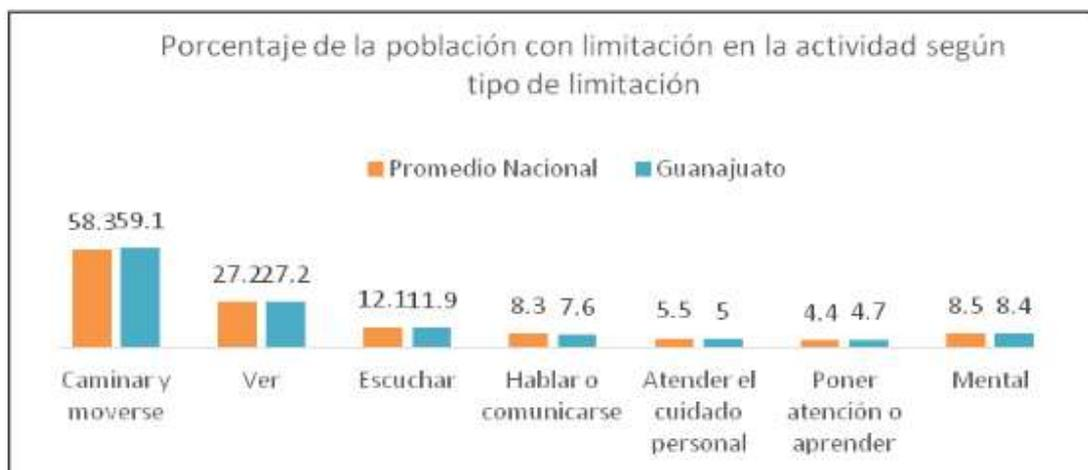 Porcentaje de la población con limitación en la actividad según
tipo de limitación
Promedio Nacional Guanajuato
58.3 59.1
27.2 27.2
12.1 11.9
8.3 7.6
5.5 5
4.4 4.7
8.5 8.4
Caminar y
moverse
Ver
Escuchar
Hablar o
comunicarse
Atender el
cuidado
personal
Poner
atención o
aprender
Mental